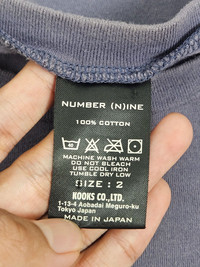 NUMBER (N)INE
100% COTTON
MACHINE WASH WARM
DO NOT BLEACH
USE COOL IRON
TUMBLE DRY LOW
SIZE : 2
KOOKS CO.,LTD.
1-13-4 Aobadai Meguro-ku
Tokyo Japan
MADE IN JAPAN